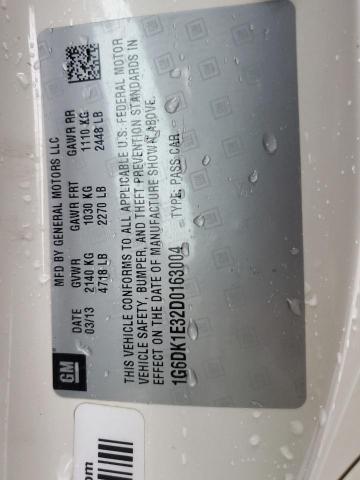 GM
MFD BY GENERAL MOTORS LLC
DATE GVWR GAWR FRT GAWR RR
03/13 2140 KG 1030 KG 1110 KG
4718 LB 2270 LB 2448 LB
THIS VEHICLE CONFORMS TO ALL APPLICABLE U.S. FEDERAL MOTOR
VEHICLE SAFETY, BUMPER, AND THEFT PREVENTION STANDARDS IN
EFFECT ON THE DATE OF MANUFACTURE SHOWN ABOVE.
1G6DK1E32D0163004 TYPE: PASS CAR